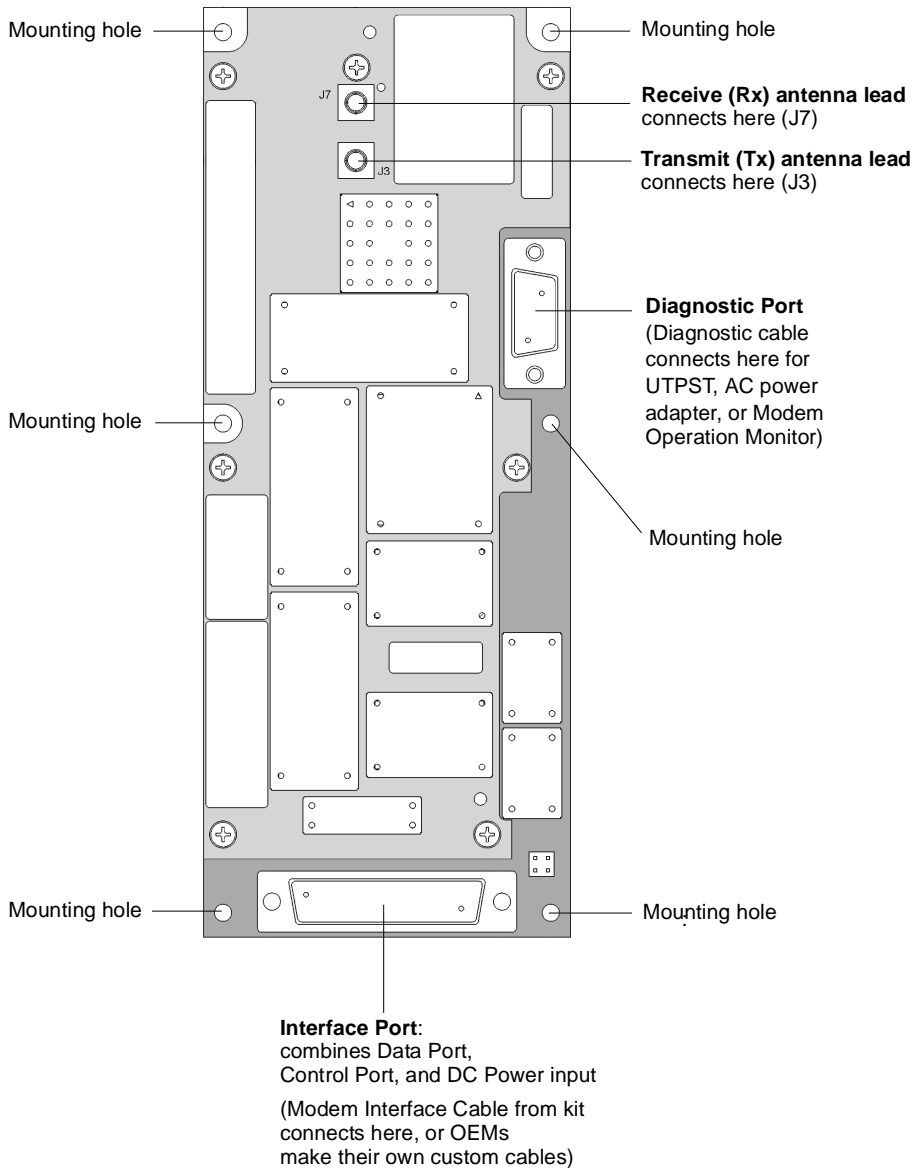 Mounting hole
Mounting hole
J7
Receive (Rx) antenna lead
connects here (J7)
J3
Transmit (Tx) antenna lead
connects here (J3)
Diagnostic Port
(Diagnostic cable
connects here for
UTPST, AC power
adapter, or Modem
Operation Monitor)
Mounting hole
Mounting hole
Mounting hole
Mounting hole
Interface Port:
combines Data Port,
Control Port, and DC Power input
(Modem Interface Cable from kit
connects here, or OEMs
make their own custom cables)